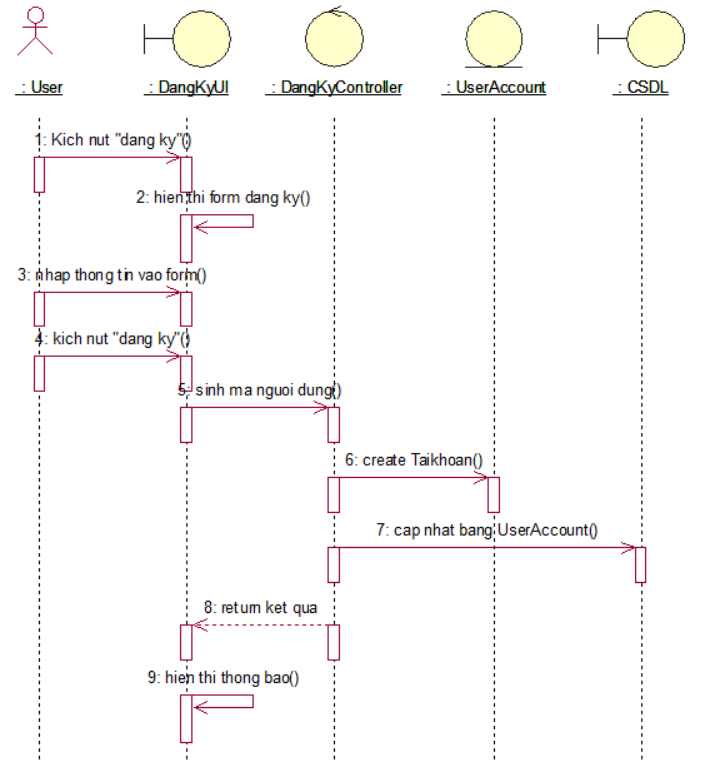 : User
: DangKyUI
: DangKyController
: UserAccount
: CSDL
1: Kich nut "dang ky"()
2: hien thi form dang ky()
3: nhap thong tin vao form()
4: kich nut "dang ky"()
5: sinh ma nguoi dung()
6: create Taikhoan()
7: cap nhat bang UserAccount()
8: return ket qua
9: hien thi thong bao()